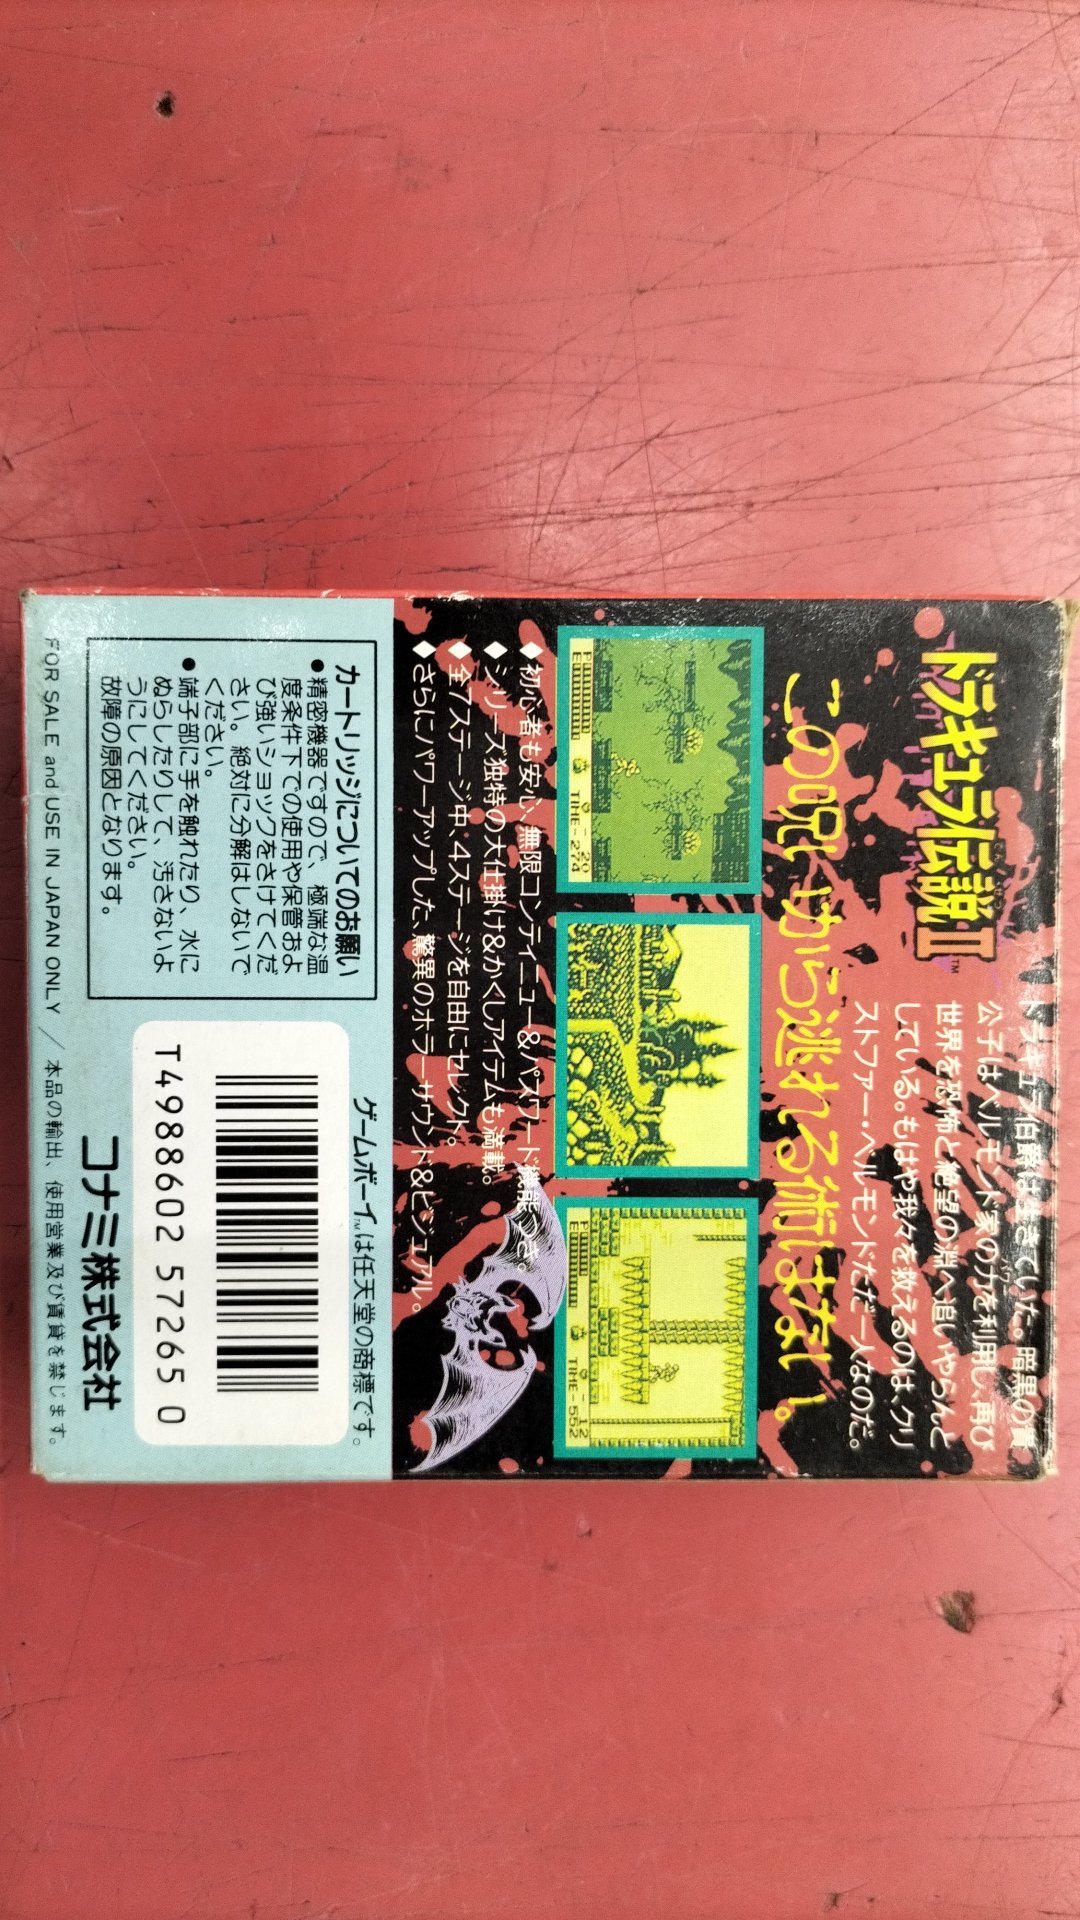 ドラキュラ伝説II™
ドラキュラ伯爵は生きていた。暗黒の貴
公子はベルモンド家の力を利用し、再び
世界を恐怖と絶望の淵へ追いやらんと
している。もはや我々を救えるのは、クリ
ストファー・ベルモンドただ一人なのだ。
この呪いから逃れる術はない。
TIME-274
TIME-552
◆初心者も安心、無限コンティニュー&パスワード機能つき。
◆シリーズ独特の大仕掛け&かくしアイテムも満載。
◆全7ステージ中、4ステージを自由にセレクト。
◆さらにパワーアップした、驚異のホラーサウンド&ビジュアル。
カートリッジについてのお願い
●精密機器ですので、極端な温
度条件下での使用や保管およ
び強いショックをさけてくだ
さい。絶対に分解はしないで
ください。
●端子部に手を触れたり、水に
ぬらしたりして、汚さないよ
うにしてください。
故障の原因となります。
ゲームボーイ™は任天堂の商標です。
T4988602 57265 0
コナミ株式会社
FOR SALE and USE IN JAPAN ONLY / 本品の輸出、使用営業及び賃貸を禁じます。